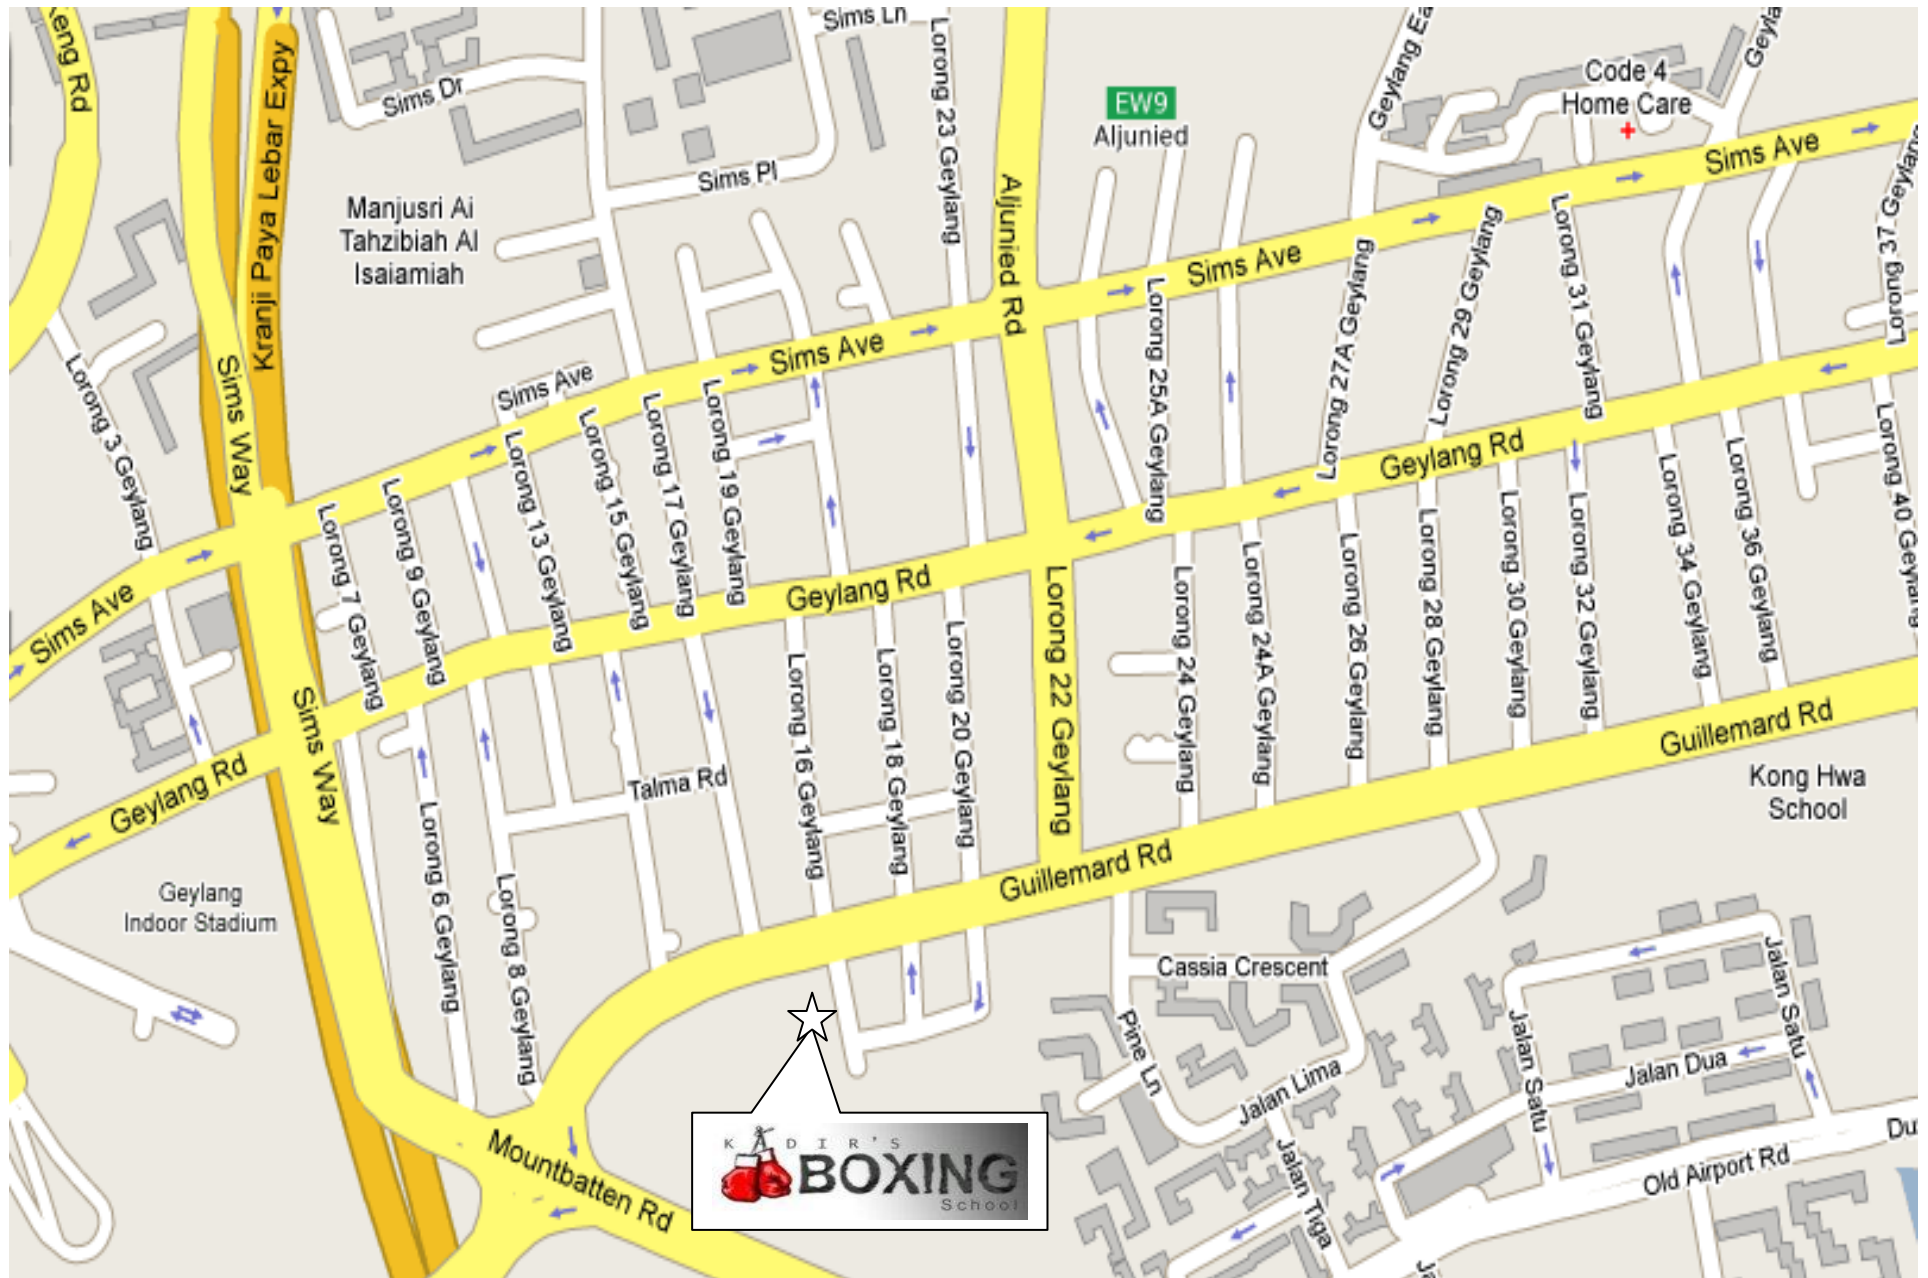 Keng Rd
Sims Dr
Sims Ln
Lorong 23 Geylang
EW9
Aljunied
Geylang Ea
Code 4
Home Care
Geyla
Kranji Paya Lebar Expy
Manjusri Ai
Tahzibiah Al
Isaiamiah
Sims Pl
Aljunied Rd
Sims Ave
Sims Ave
Lorong 37 Geylang
Lorong 3 Geylang
Sims Way
Sims Ave
Sims Ave
Lorong 25A Geylang
Lorong 27A Geylang
Lorong 29 Geylang
Lorong 31 Geylang
Lorong 7 Geylang
Lorong 9 Geylang
Lorong 13 Geylang
Lorong 15 Geylang
Lorong 17 Geylang
Lorong 19 Geylang
Geylang Rd
Geylang Rd
Sims Ave
Lorong 22 Geylang
Lorong 24 Geylang
Lorong 24A Geylang
Lorong 26 Geylang
Lorong 28 Geylang
Lorong 30 Geylang
Lorong 32 Geylang
Lorong 34 Geylang
Lorong 36 Geylang
Lorong 40 Geylang
Sims Way
Geylang Rd
Talma Rd
Lorong 16 Geylang
Lorong 18 Geylang
Lorong 20 Geylang
Guillemard Rd
Guillemard Rd
Kong Hwa
School
Geylang
Indoor Stadium
Lorong 6 Geylang
Lorong 8 Geylang
Cassia Crescent
Pine Ln
Jalan Lima
Jalan Tiga
Jalan Satu
Jalan Satu
Jalan Dua
Old Airport Rd
Du
Ja
Mountbatten Rd
KADIR'S
BOXING
School